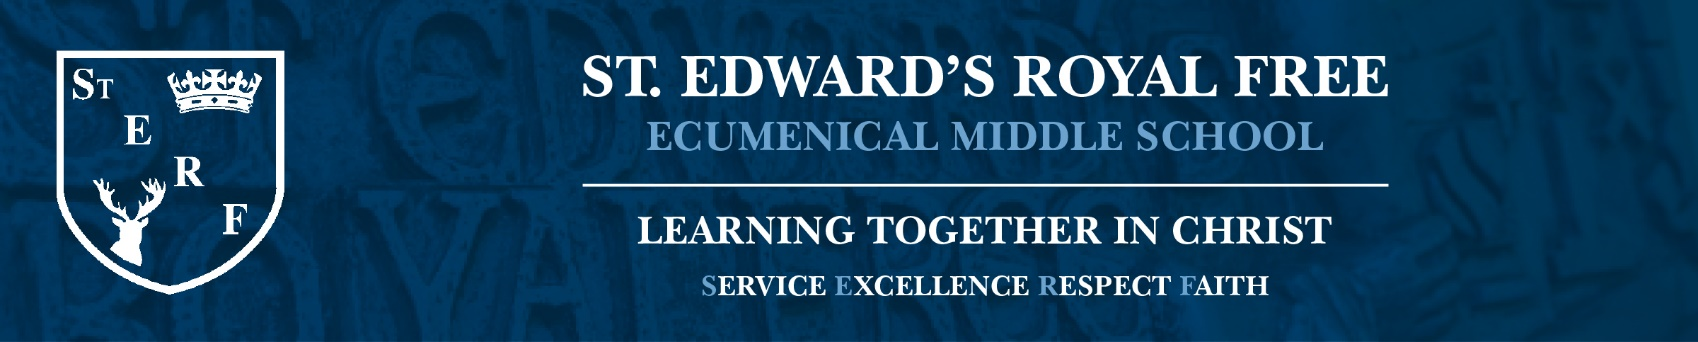 ST
E
R
F
ST. EDWARD'S ROYAL FREE
ECUMENICAL MIDDLE SCHOOL
LEARNING TOGETHER IN CHRIST
SERVICE EXCELLENCE RESPECT FAITH